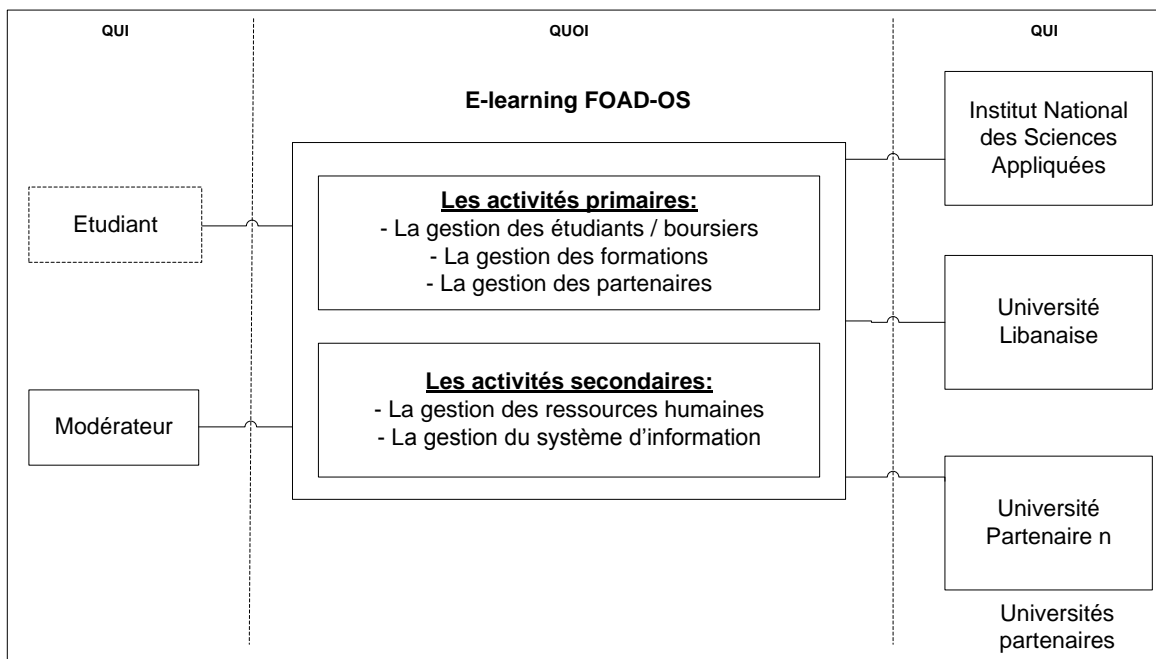 QUI
QUOI
QUI
E-learning FOAD-OS
Etudiant
Modérateur
Les activités primaires:
- La gestion des étudiants / boursiers
- La gestion des formations
- La gestion des partenaires
Les activités secondaires:
- La gestion des ressources humaines
- La gestion du système d'information
Institut National
des Sciences
Appliquées
Université
Libanaise
Université
Partenaire n
Universités
partenaires